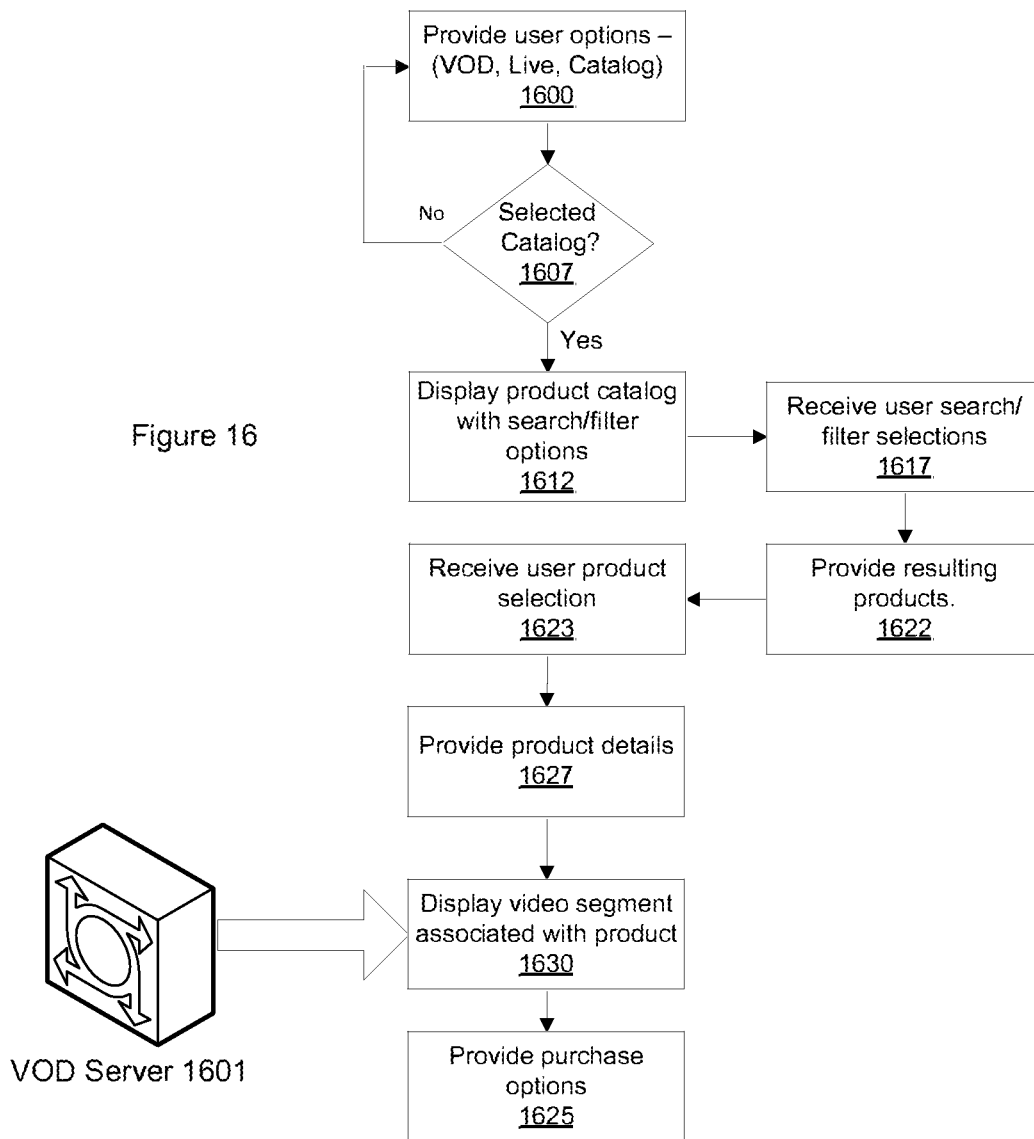 Provide user options –
(VOD, Live, Catalog)
1600
No
Selected
Catalog?
1607
Yes
Figure 16
Display product catalog
with search/filter
options
1612
Receive user search/
filter selections
1617
Receive user product
selection
1623
Provide resulting
products.
1622
Provide product details
1627
Display video segment
associated with product
1630
VOD Server 1601
Provide purchase
options
1625